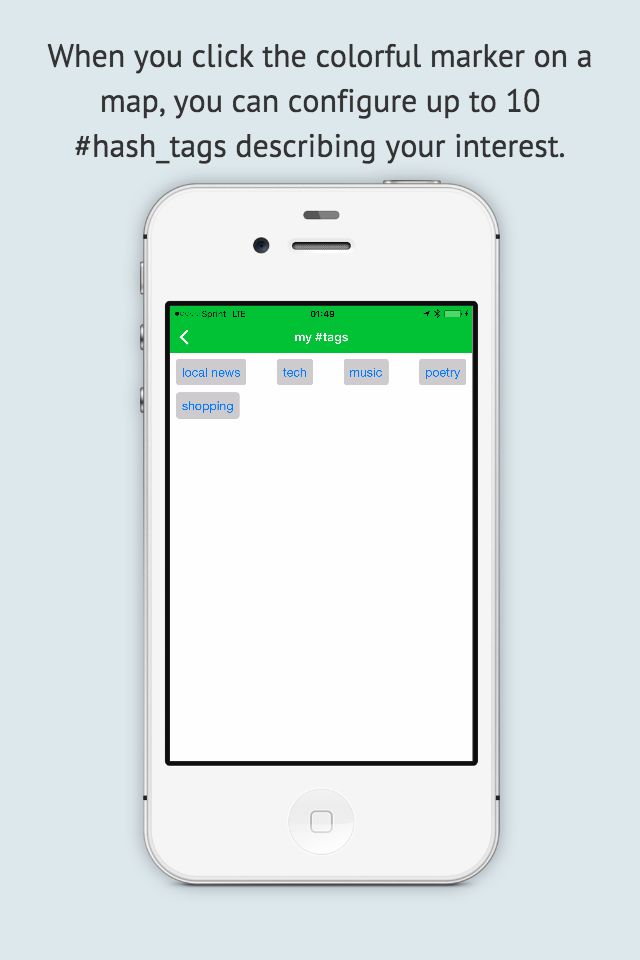 When you click the colorful marker on a
map, you can configure up to 10
#hash_tags describing your interest.
Sprint LTE 01:49
my #tags
local news tech music poetry
shopping